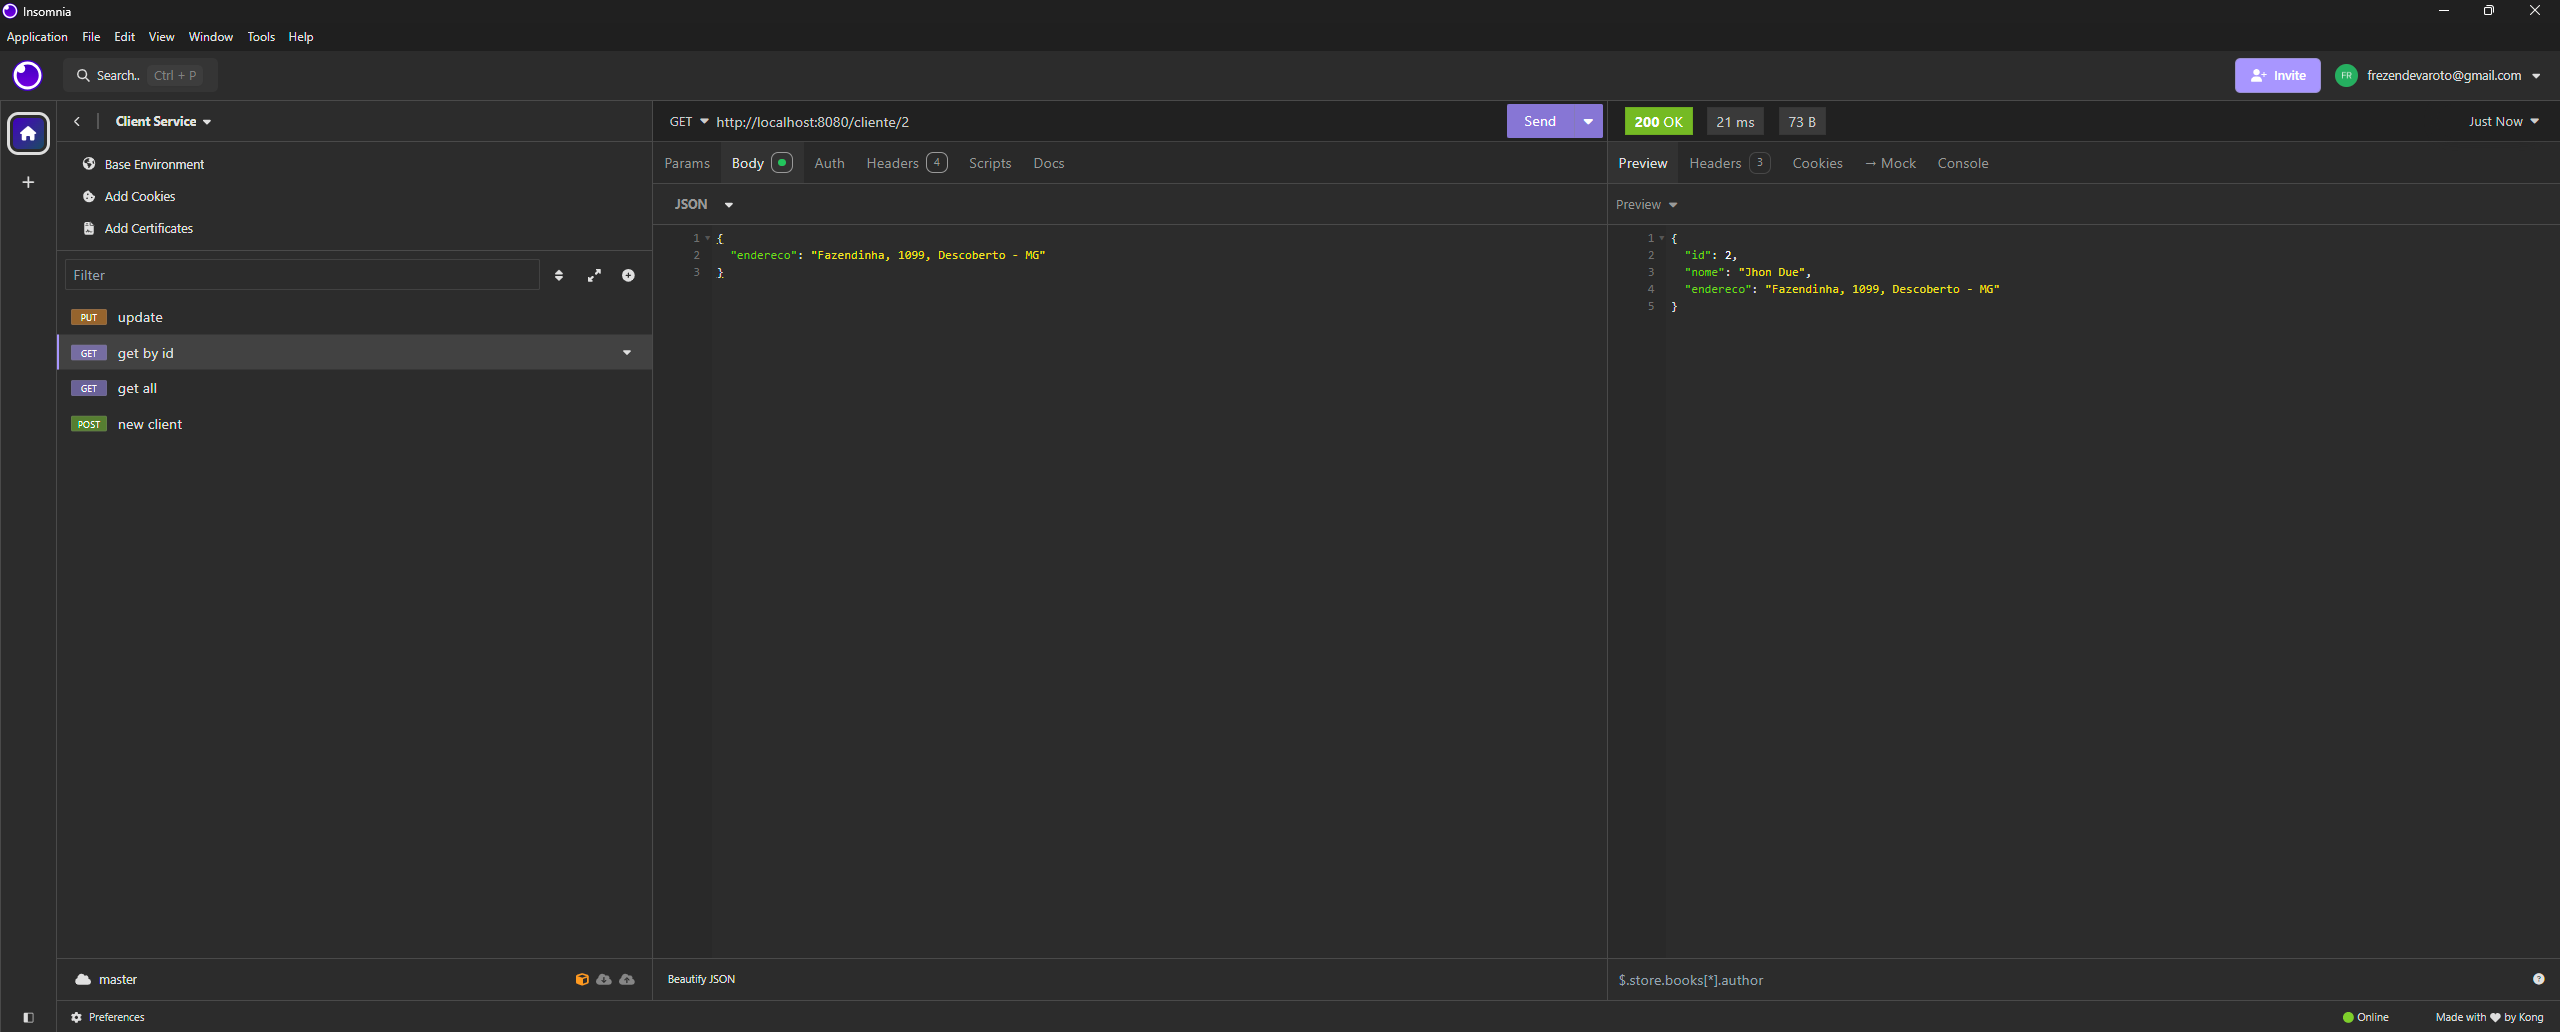 Insomnia
Application File Edit View Window Tools Help
Search.. Ctrl + P
Invite FR frezendevaroto@gmail.com
Client Service
GET http://localhost:8080/cliente/2 Send
200 OK 21 ms 73 B Just Now
Base Environment
Add Cookies
Add Certificates
Params Body Auth Headers 4 Scripts Docs
Preview Headers 3 Cookies → Mock Console
JSON
Preview
Filter
PUT update
GET get by id
GET get all
POST new client
1 {
2 "endereco": "Fazendinha, 1099, Descoberto - MG"
3 }
1 {
2 "id": 2,
3 "nome": "Jhon Due",
4 "endereco": "Fazendinha, 1099, Descoberto - MG"
5 }
master
Beautify JSON
$.store.books[*].author
Preferences
Online Made with ♥ by Kong